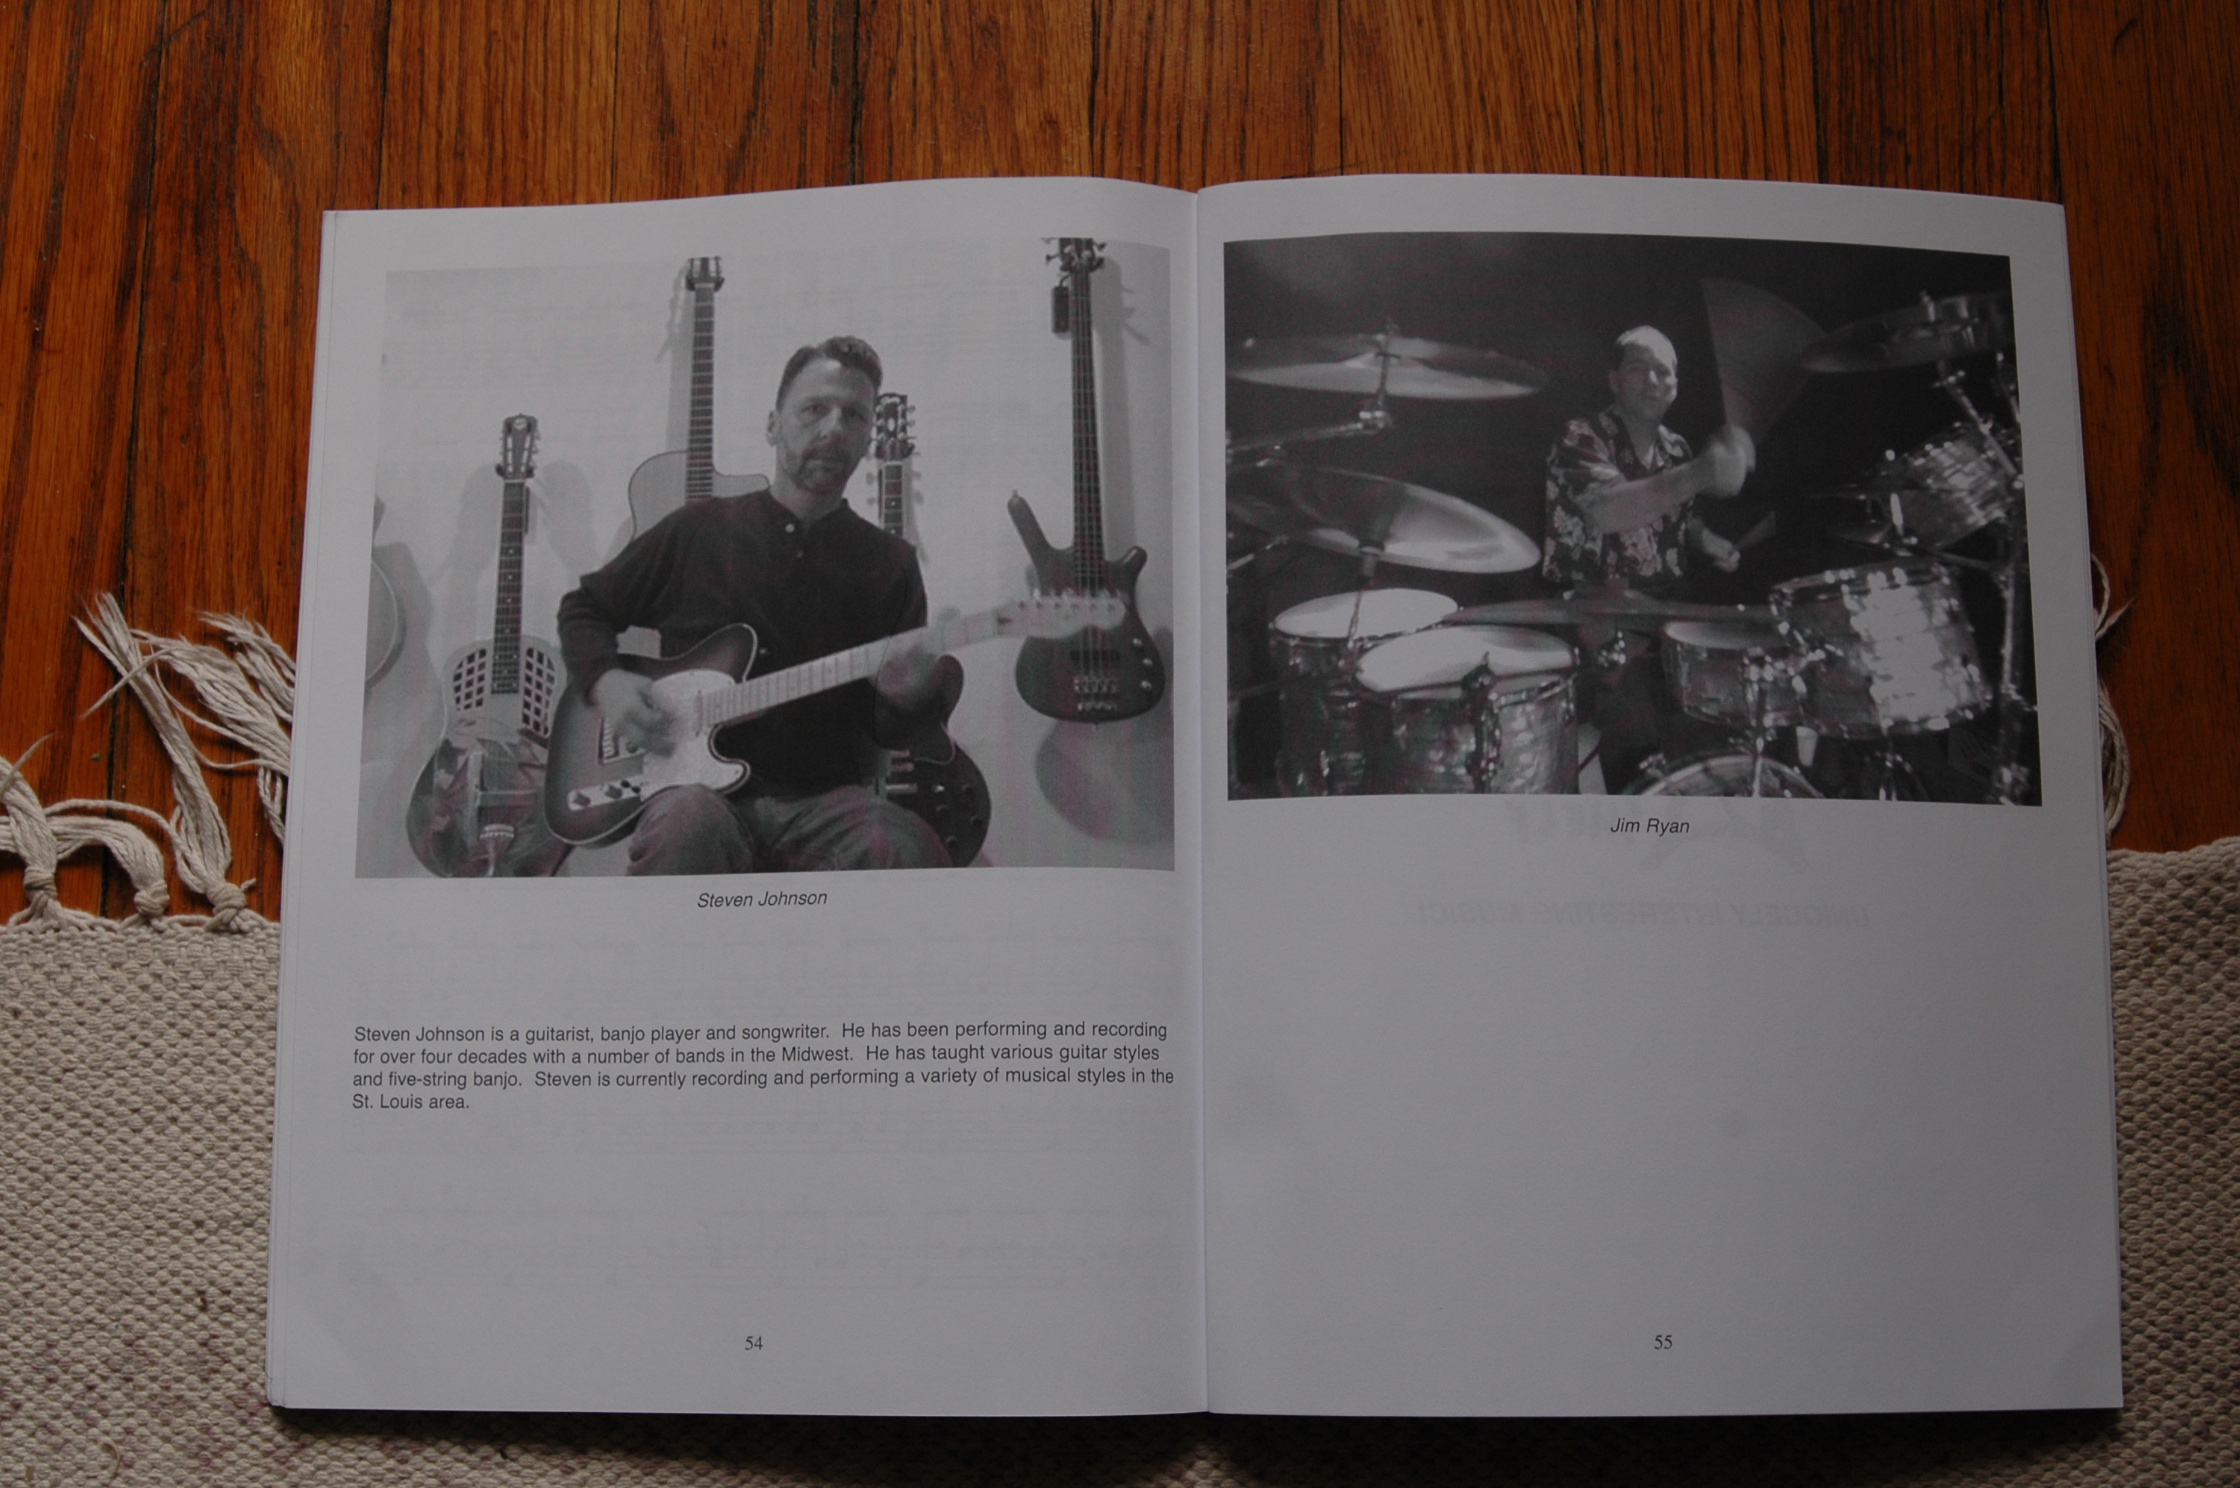 Steven Johnson
Steven Johnson is a guitarist, banjo player and songwriter. He has been performing and recording
for over four decades with a number of bands in the Midwest. He has taught various guitar styles
and five-string banjo. Steven is currently recording and performing a variety of musical styles in the
St. Louis area.
54
Jim Ryan
55